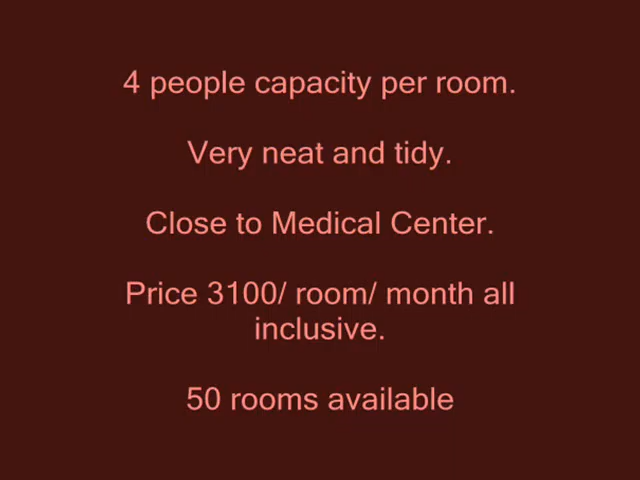 4 people capacity per room.
Very neat and tidy.
Close to Medical Center.
Price 3100/ room/ month all
inclusive.
50 rooms available